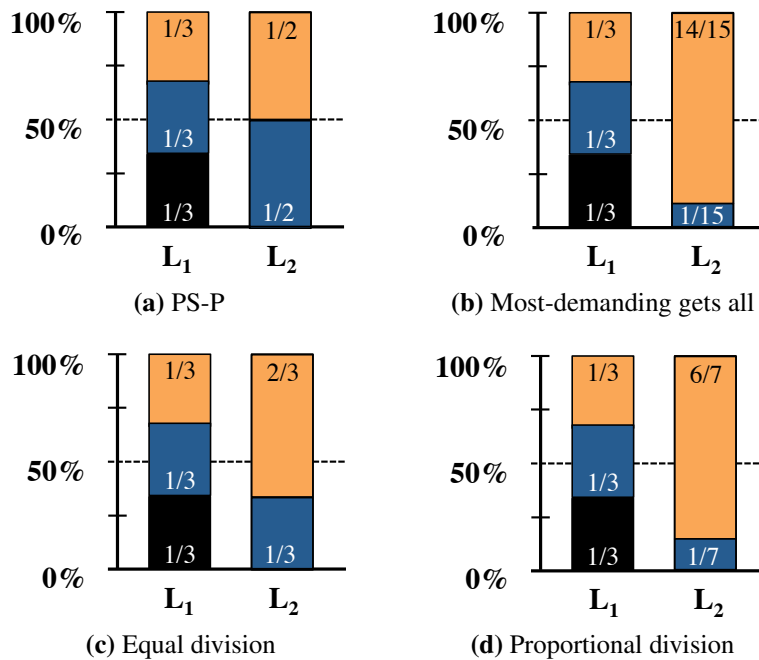 100%
1/3
1/2
50%
1/3
1/3
1/2
0%
L₁
L₂
(a) PS-P
100%
1/3
14/15
50%
1/3
1/3
1/15
0%
L₁
L₂
(b) Most-demanding gets all
100%
1/3
2/3
50%
1/3
1/3
1/3
0%
L₁
L₂
(c) Equal division
100%
1/3
6/7
50%
1/3
1/3
1/7
0%
L₁
L₂
(d) Proportional division